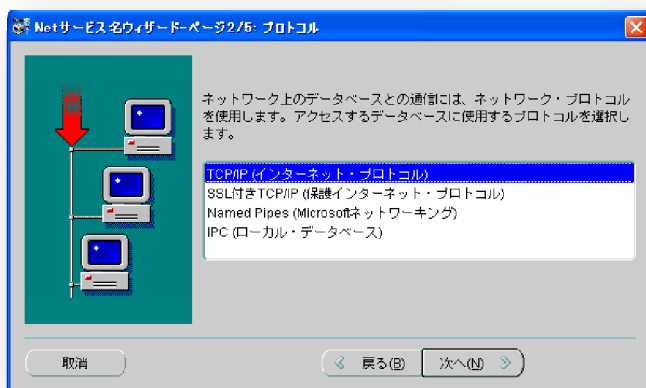 Netサービス名ウィザード-ページ2/5: プロトコル
ネットワーク上のデータベースとの通信には、ネットワーク・プロトコル
を使用します。アクセスするデータベースに使用するプロトコルを選択し
ます。
TCP/IP (インターネット・プロトコル)
SSL付きTCP/IP (保護インターネット・プロトコル)
Named Pipes (Microsoftネットワーキング)
IPC (ローカル・データベース)
取消
戻る(B)
次へ(N)